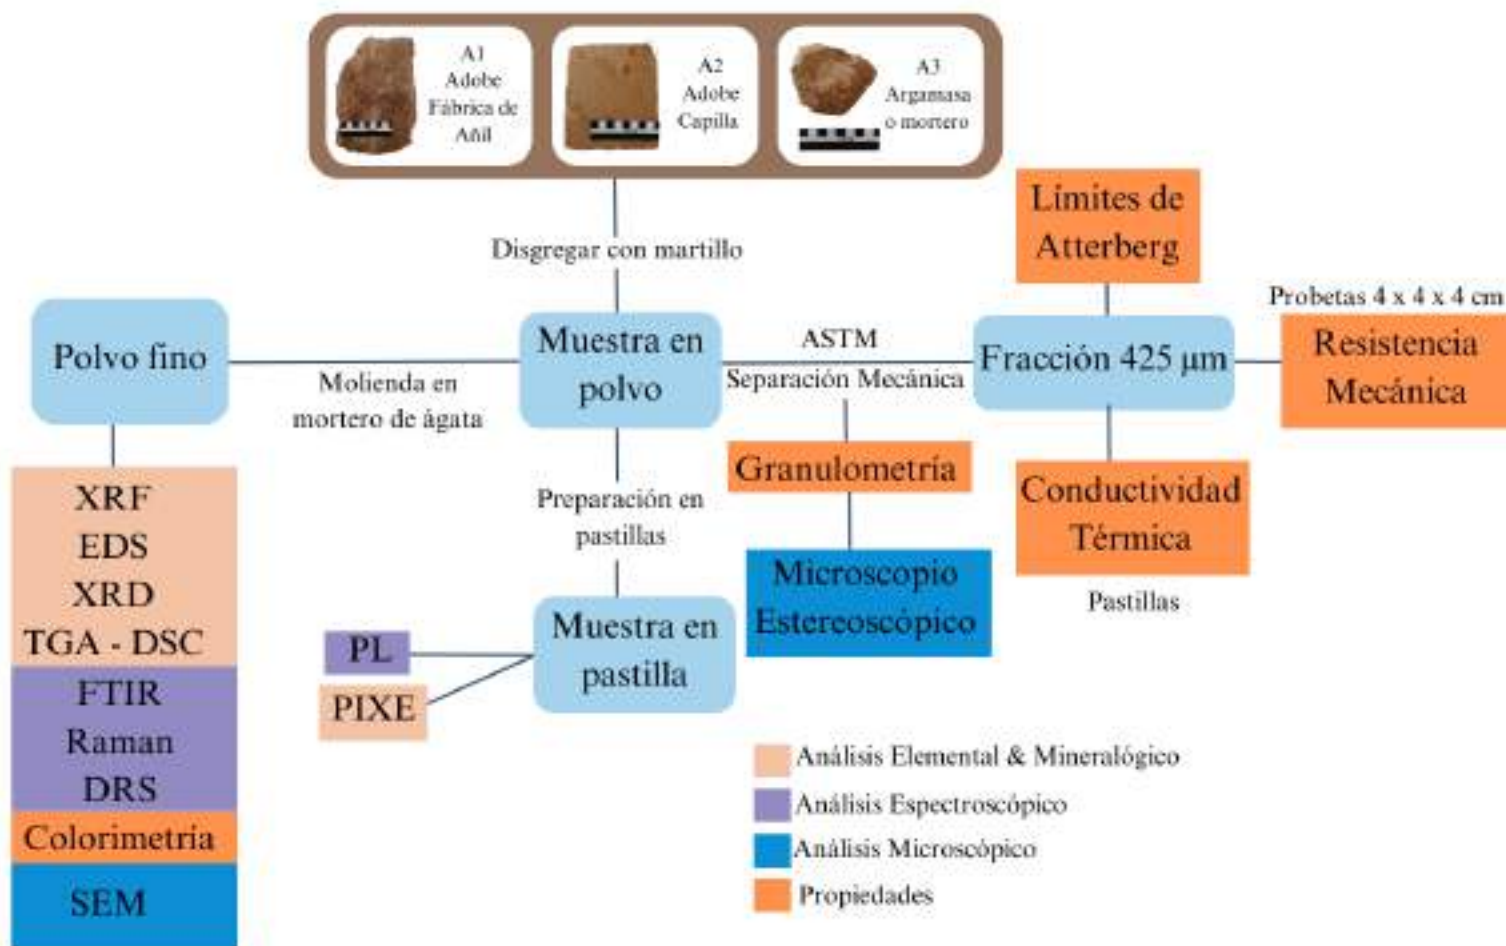 A1
Adobe
Fábrica de
Añil
A2
Adobe
Capilla
A3
Argamasa
o mortero
Disgregar con martillo
Límites de
Atterberg
Probetas 4 x 4 x 4 cm
Polvo fino
Molienda en
mortero de ágata
Muestra en
polvo
ASTM
Separación Mecánica
Fracción 425 μm
Resistencia
Mecánica
Granulometría
Conductividad
Térmica
Pastillas
Microscopio
Estereoscópico
Preparación en
pastillas
Muestra en
pastilla
PL
PIXE
XRF
EDS
XRD
TGA - DSC
FTIR
Raman
DRS
Colorimetría
SEM
Análisis Elemental & Mineralógico
Análisis Espectroscópico
Análisis Microscópico
Propiedades